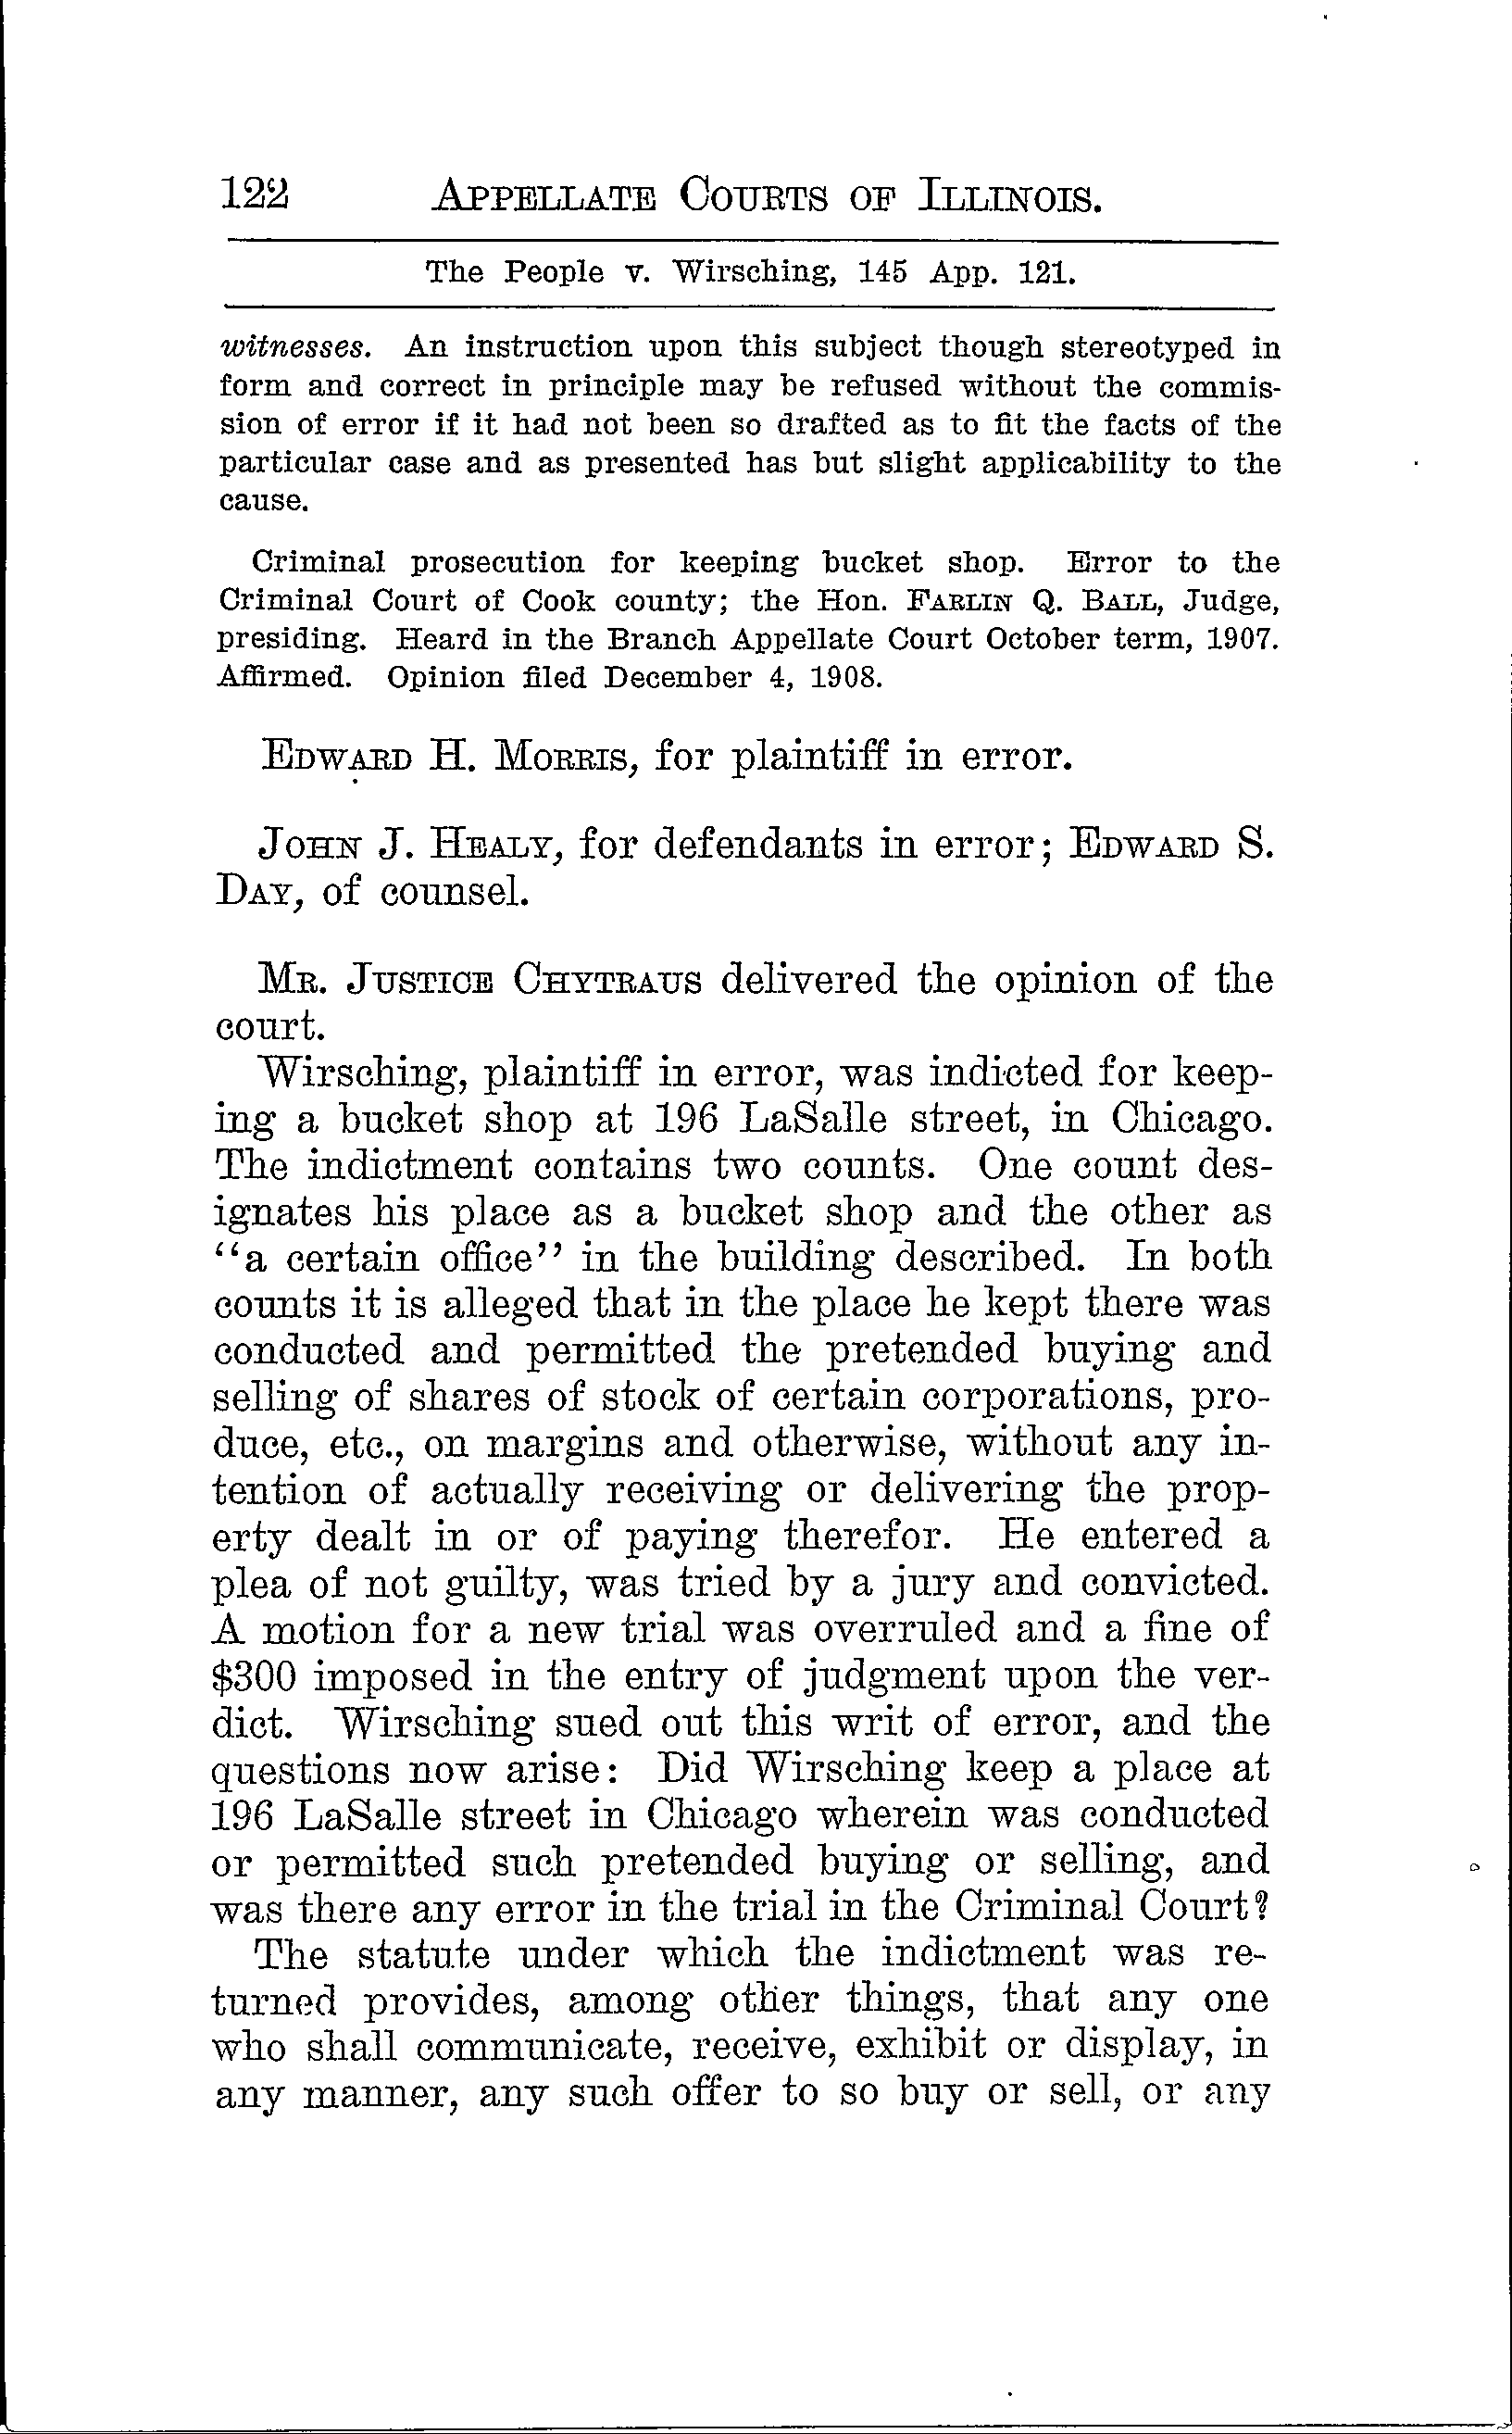 122 APPELLATE COURTS OF ILLINOIS.
The People v. Wirsching, 145 App. 121.
witnesses. An instruction upon this subject though stereotyped in
form and correct in principle may be refused without the commis-
sion of error if it had not been so drafted as to fit the facts of the
particular case and as presented has but slight applicability to the
cause.
Criminal prosecution for keeping bucket shop. Error to the
Criminal Court of Cook county; the Hon. FARLIN Q. BALL, Judge,
presiding. Heard in the Branch Appellate Court October term, 1907.
Affirmed. Opinion filed December 4, 1908.
EDWARD H. MORRIS, for plaintiff in error.
JOHN J. HEALY, for defendants in error; EDWARD S.
DAY, of counsel.
MR. JUSTICE CHYTRAUS delivered the opinion of the
court.
Wirsching, plaintiff in error, was indicted for keep-
ing a bucket shop at 196 LaSalle street, in Chicago.
The indictment contains two counts. One count des-
ignates his place as a bucket shop and the other as
"a certain office" in the building described. In both
counts it is alleged that in the place he kept there was
conducted and permitted the pretended buying and
selling of shares of stock of certain corporations, pro-
duce, etc., on margins and otherwise, without any in-
tention of actually receiving or delivering the prop-
erty dealt in or of paying therefor. He entered a
plea of not guilty, was tried by a jury and convicted.
A motion for a new trial was overruled and a fine of
$300 imposed in the entry of judgment upon the ver-
dict. Wirsching sued out this writ of error, and the
questions now arise: Did Wirsching keep a place at
196 LaSalle street in Chicago wherein was conducted
or permitted such pretended buying or selling, and
was there any error in the trial in the Criminal Court?
The statute under which the indictment was re-
turned provides, among other things, that any one
who shall communicate, receive, exhibit or display, in
any manner, any such offer to so buy or sell, or any